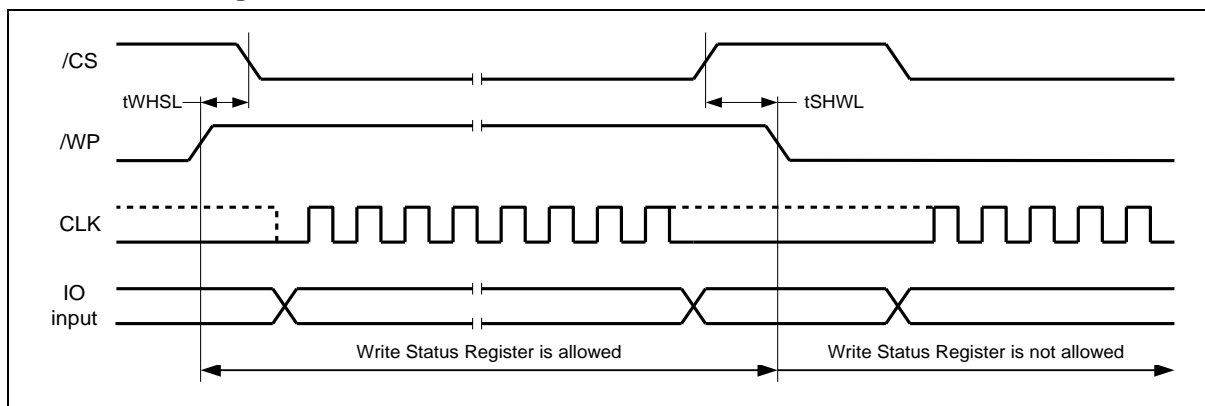 /CS
tWHSL
tSHWL
/WP
CLK
IO
input
Write Status Register is allowed
Write Status Register is not allowed